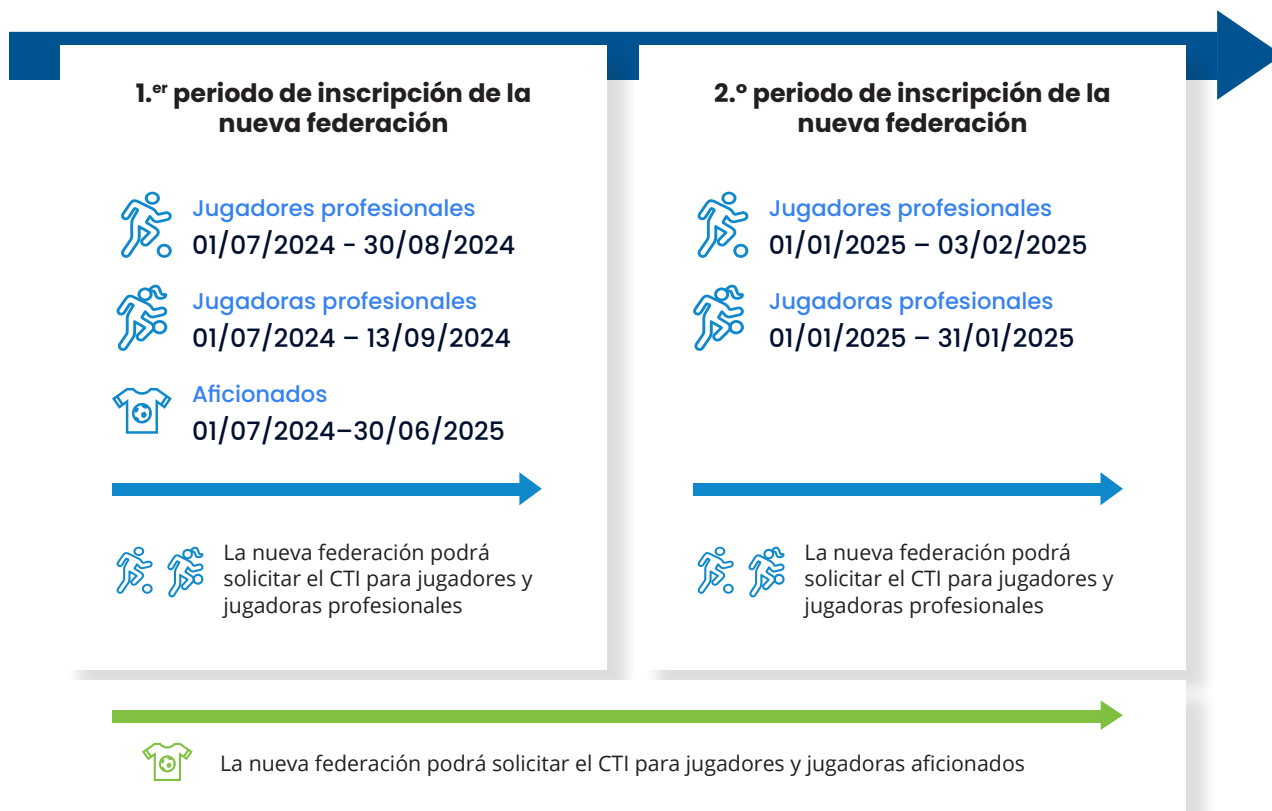 1.er periodo de inscripción de la
nueva federación
Jugadores profesionales
01/07/2024 - 30/08/2024
Jugadoras profesionales
01/07/2024 – 13/09/2024
Aficionados
01/07/2024–30/06/2025
La nueva federación podrá
solicitar el CTI para jugadores y
jugadoras profesionales
2.º periodo de inscripción de la
nueva federación
Jugadores profesionales
01/01/2025 – 03/02/2025
Jugadoras profesionales
01/01/2025 – 31/01/2025
La nueva federación podrá
solicitar el CTI para jugadores y
jugadoras profesionales
La nueva federación podrá solicitar el CTI para jugadores y jugadoras aficionados